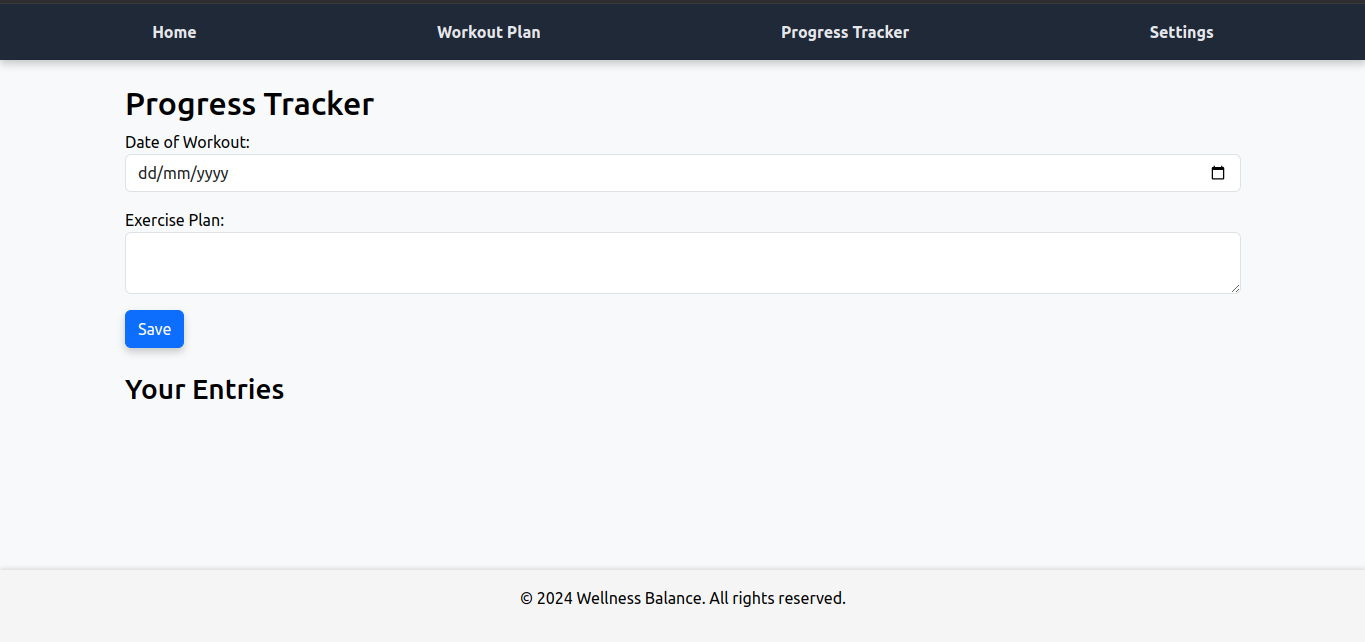 Home Workout Plan Progress Tracker Settings
Progress Tracker
Date of Workout:
dd/mm/yyyy
Exercise Plan:
Save
Your Entries
© 2024 Wellness Balance. All rights reserved.